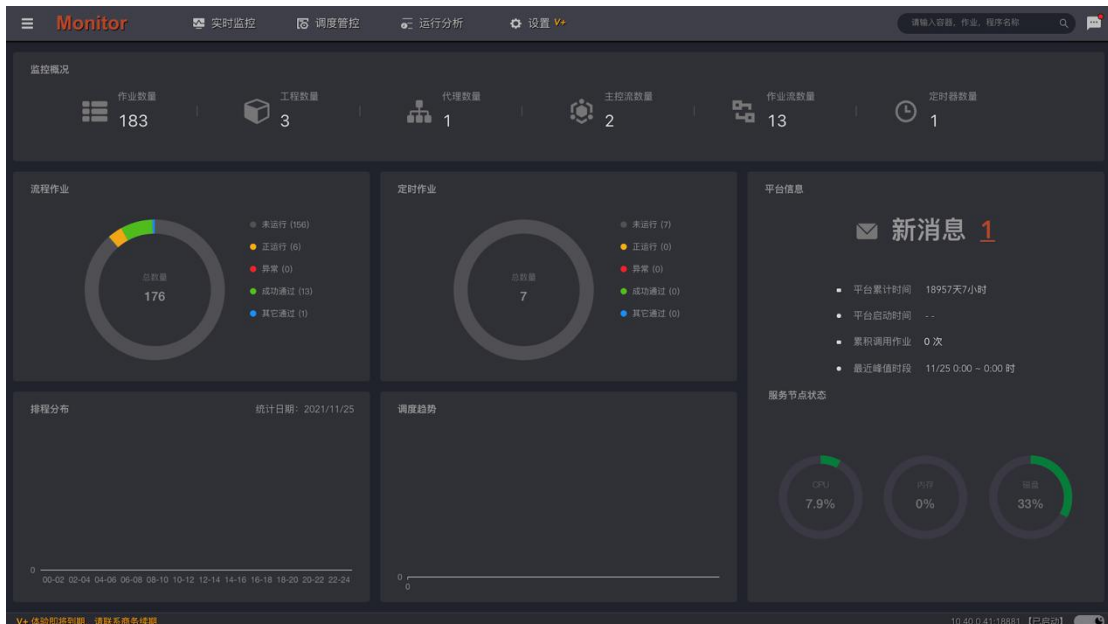 Monitor 实时监控 调度管控 运行分析 设置 V+ 请输入容器、作业、程序名称
监控概况
作业数量 工程数量 代理数量 主控流数量 作业流数量 定时器数量
183 3 1 2 13 1
流程作业
总数量
176
未运行 (156)
正运行 (6)
异常 (0)
成功通过 (13)
其它通过 (1)
定时作业
总数量
7
未运行 (7)
正运行 (0)
异常 (0)
成功通过 (0)
其它通过 (0)
平台信息
新消息 1
平台累计时间 18957天7小时
平台启动时间 - -
累积调用作业 0 次
最近峰值时段 11/25 0:00 ~ 0:00 时
服务节点状态
CPU
7.9%
内存
0%
磁盘
33%
排程分布 统计日期: 2021/11/25
0
00-02 02-04 04-06 06-08 08-10 10-12 12-14 14-16 16-18 18-20 20-22 22-24
调度趋势
0
0
V+ 体验即将到期，请联系商务续期 10.40.0.41:18881 【已启动】